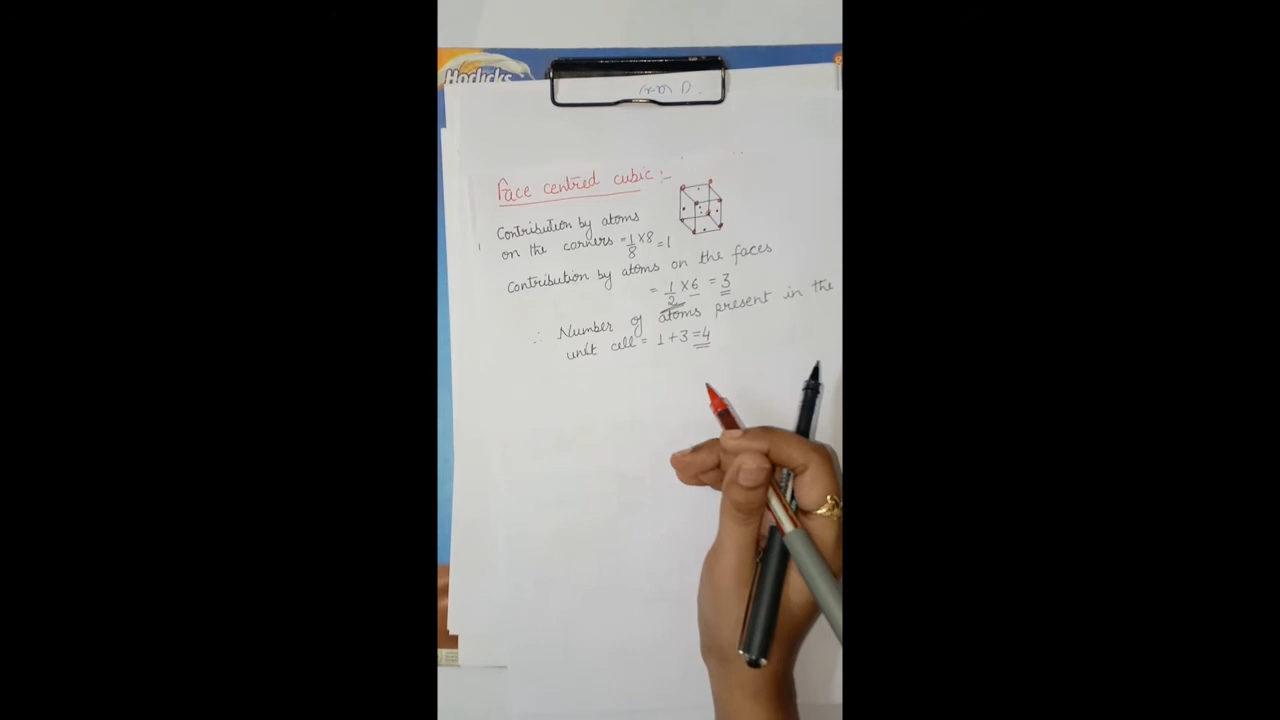 Horlicks
Face centred cubic :-
Contribution by atoms
on the corners = 1/8 × 8 = 1
Contribution by atoms on the faces
= 1/2 × 6 = 3
∴ Number of atoms present in the
unit cell = 1 + 3 = 4